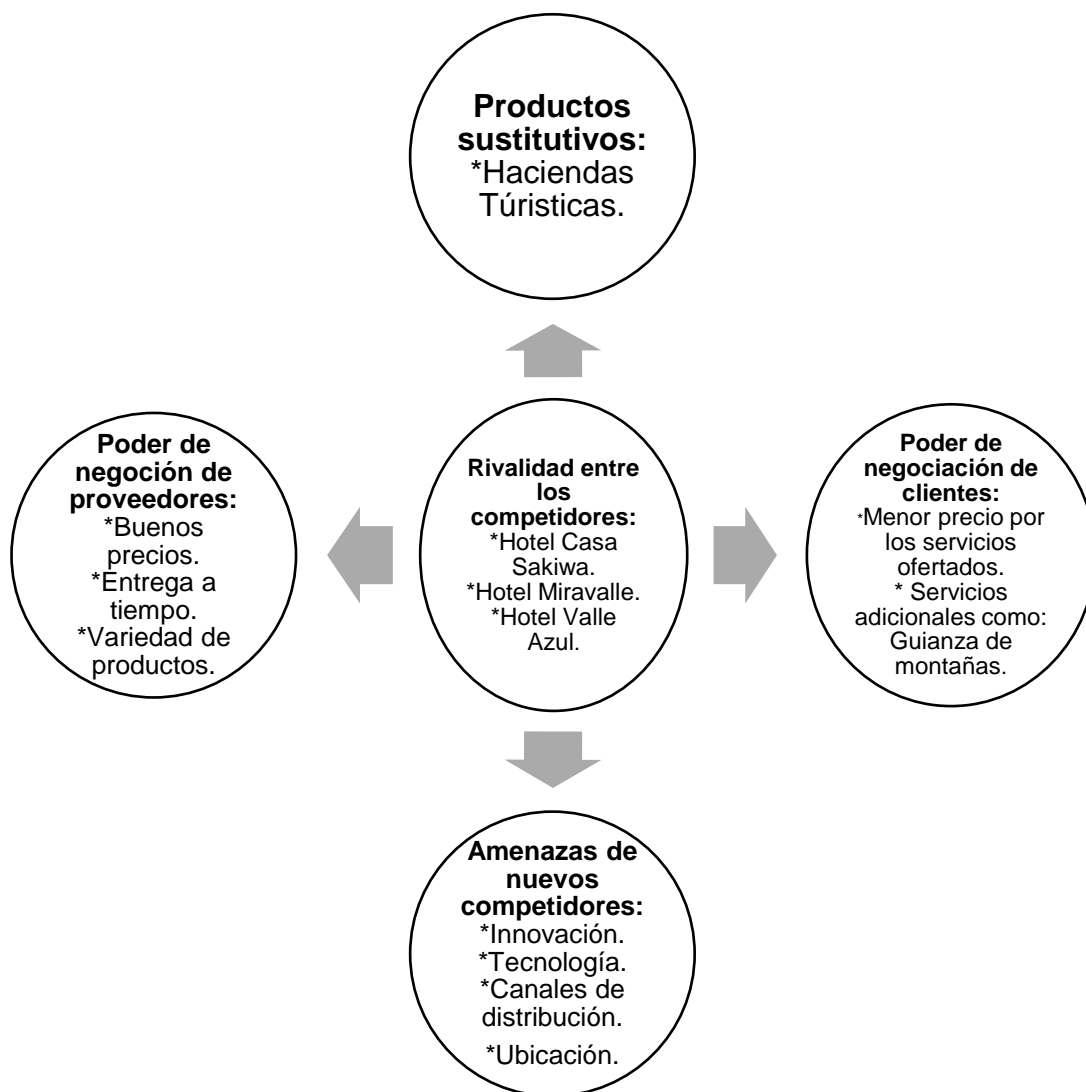 Productos
sustitutivos:
*Haciendas
Túristicas.
Poder de
negoción de
proveedores:
*Buenos
precios.
*Entrega a
tiempo.
*Variedad de
productos.
Rivalidad entre
los
competidores:
*Hotel Casa
Sakiwa.
*Hotel Miravalle.
*Hotel Valle
Azul.
Poder de
negociación de
clientes:
*Menor precio por
los servicios
ofertados.
* Servicios
adicionales como:
Guianza de
montañas.
Amenazas de
nuevos
competidores:
*Innovación.
*Tecnología.
*Canales de
distribución.
*Ubicación.